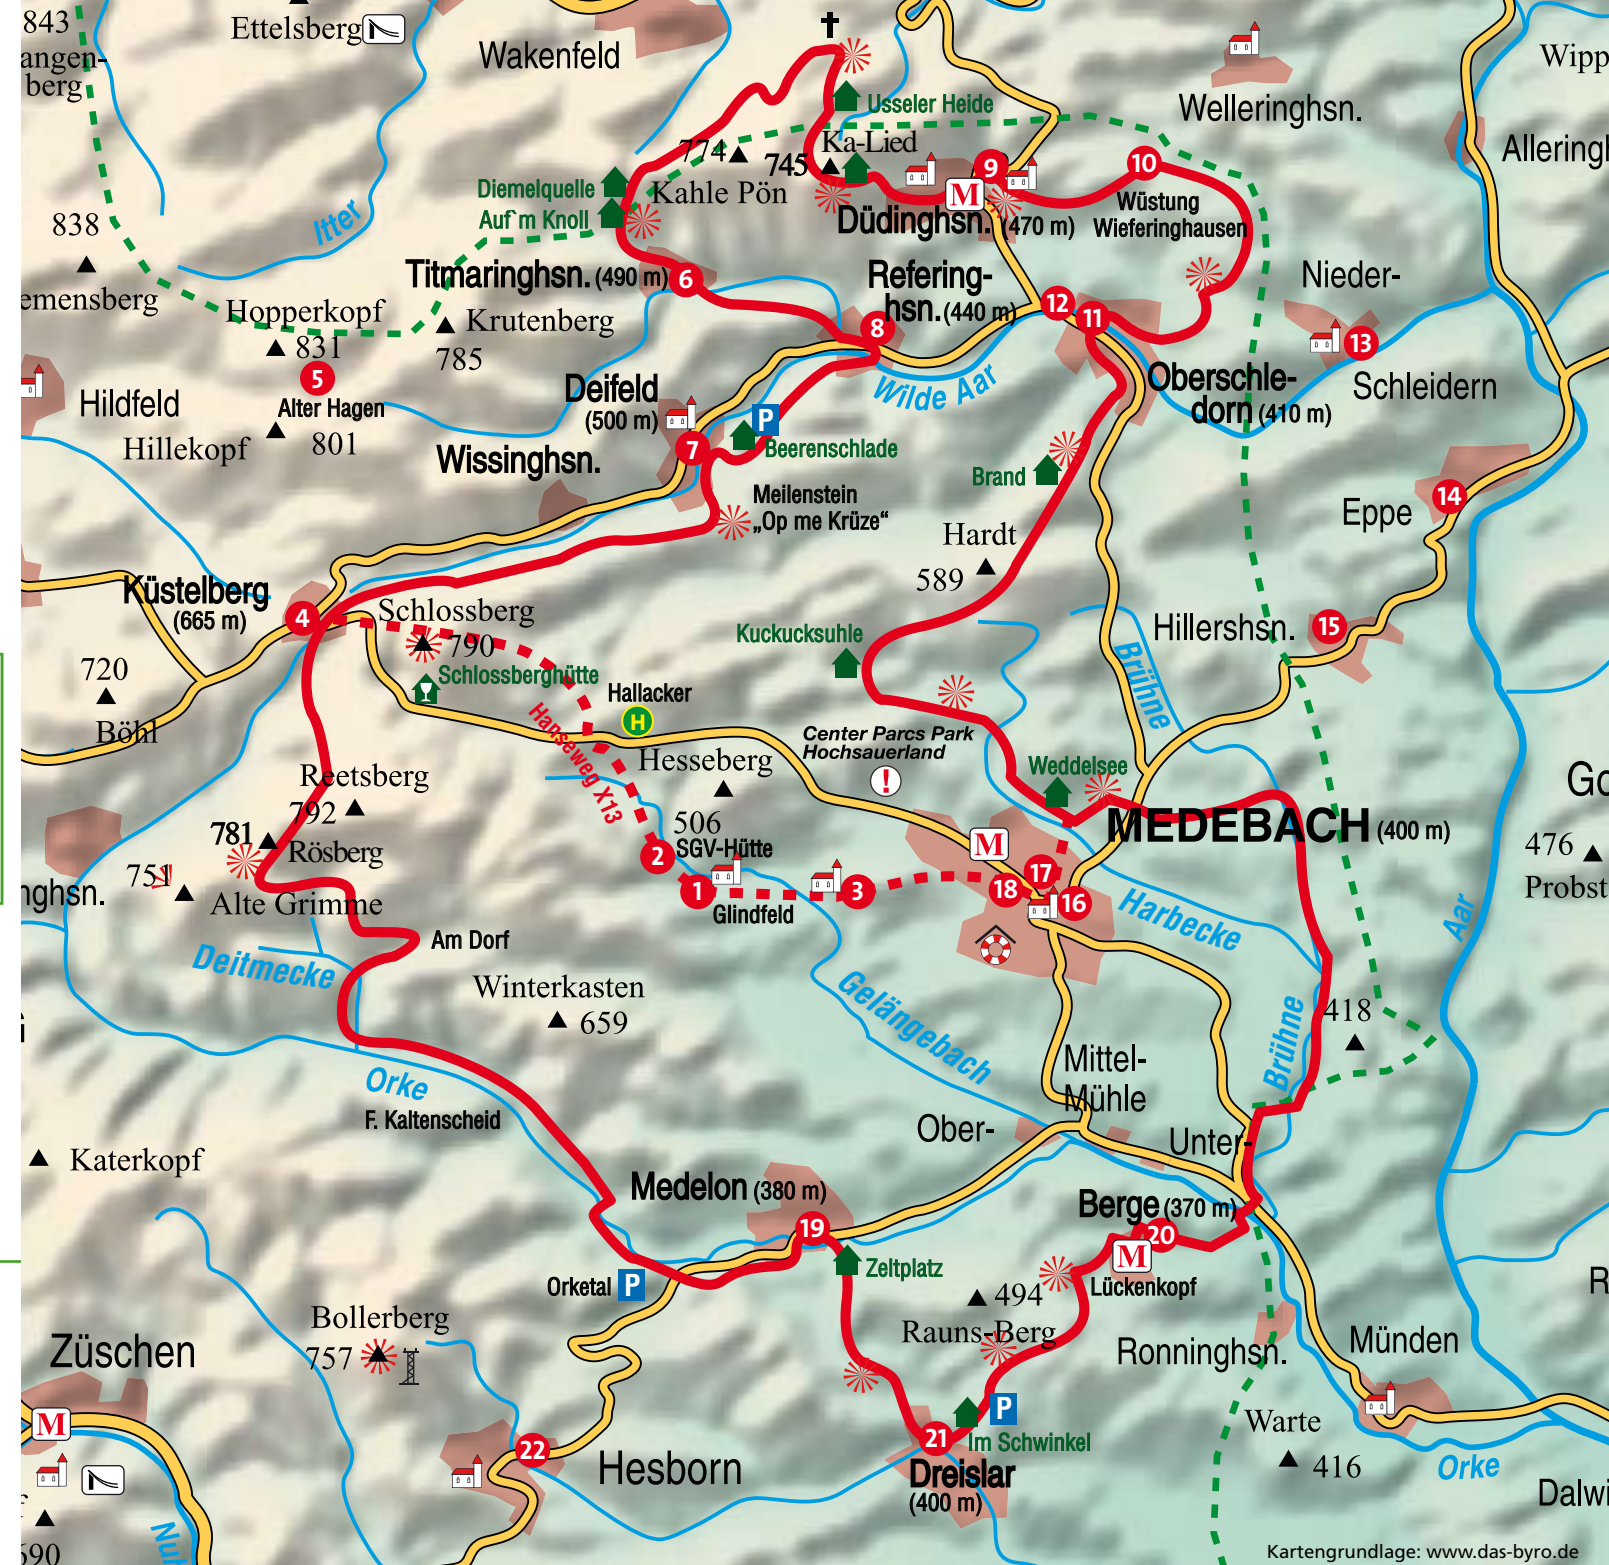 843
angen-
berg
Ettelsberg
Wakenfeld
Usseler Heide
Ka-Lied
Welleringhsn.
Wipp
774
745
Kahle Pön
Diemelquelle
Auf´m Knoll
9
M
10
Wüstung
Wieferinghausen
Düdinghsn. (470 m)
838
emensberg
Itter
Titmaringhsn. (490 m)
6
Refering-
hsn. (440 m)
8
12
11
Nieder-
13
Schleidern
Hopperkopf
831
5
Alter Hagen
Krutenberg
785
Hildfeld
Hillekopf
801
Deifeld
(500 m)
P
7
Beerenschlade
Wilde Aar
Oberschle-
dorn (410 m)
Wissinghsn.
Meilenstein
„Op me Krüze“
Brand
Hardt
589
14
Eppe
Küstelberg
(665 m)
4
Schlossberg
790
Schlossberghütte
Kuckucksuhle
Hillershsn.
15
Brühne
720
Böhl
Hanseweg X13
Hallacker
H
Hesseberg
506
Center Parcs Park
Hochsauerland
!
Weddelsee
MEDEBACH (400 m)
Reetsberg
792
781
Rösberg
751
nghsn.
Alte Grimme
2
SGV-Hütte
1
Glindfeld
3
M
17
18
16
Harbecke
476
Probst
Aar
Am Dorf
Deitmecke
Winterkasten
659
Gelängebach
Brühne
418
Orke
F. Kaltenscheid
Mittel-
Mühle
Ober-
Unter-
Katerkopf
Medelon (380 m)
19
Zeltplatz
Berge (370 m)
20
M
Lückenkopf
Orketal
P
494
Rauns-Berg
Bollerberg
757
Züschen
M
Ronninghsn.
Münden
Warte
416
Orke
22
Hesborn
21
P
Im Schwinkel
Dreislar
(400 m)
Dalwi
690
Kartengrundlage: www.das-byro.de